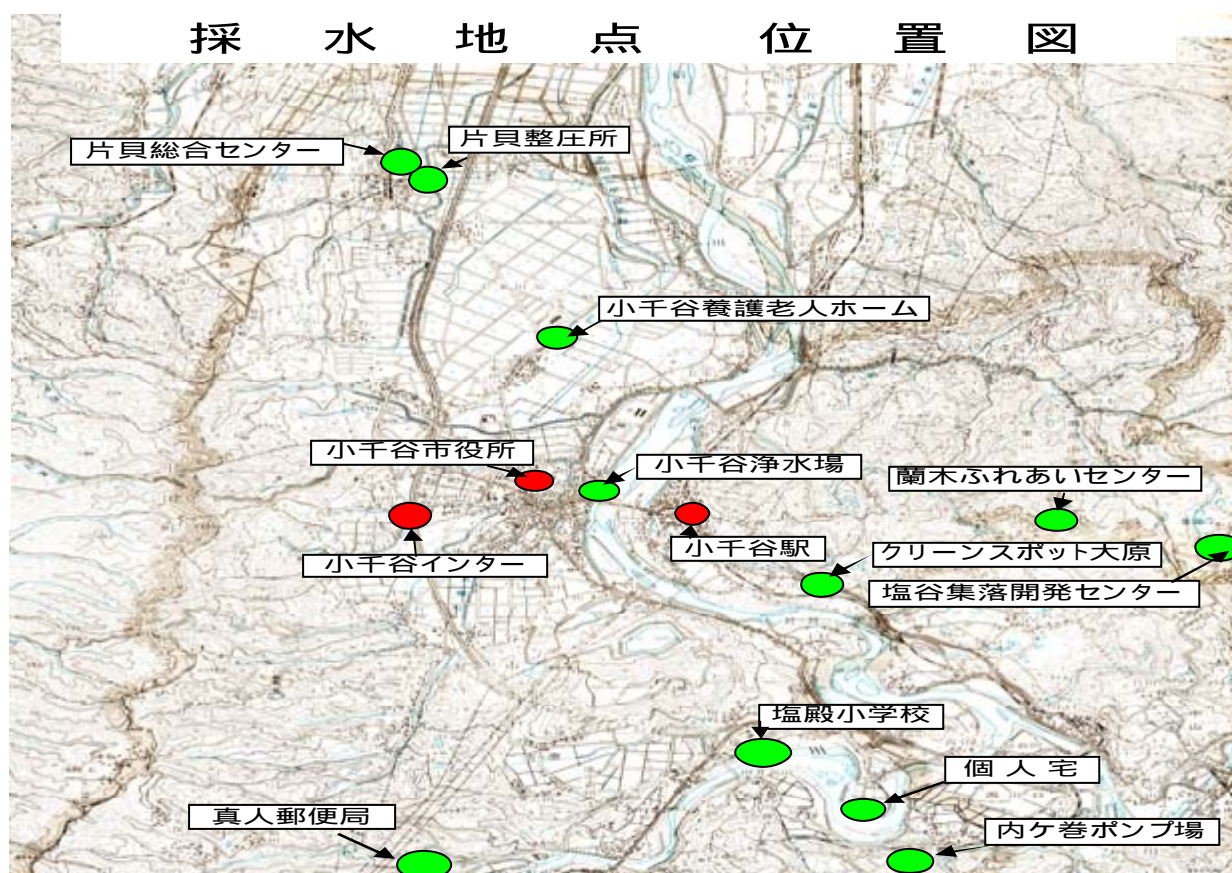 採水地点位置図
片貝整圧所
片貝総合センター
小千谷養護老人ホーム
小千谷市役所
小千谷浄水場
蘭木ふれあいセンター
小千谷駅
クリーンスポット大原
小千谷インター
塩谷集落開発センター
塩殿小学校
個人宅
真人郵便局
内ケ巻ポンプ場